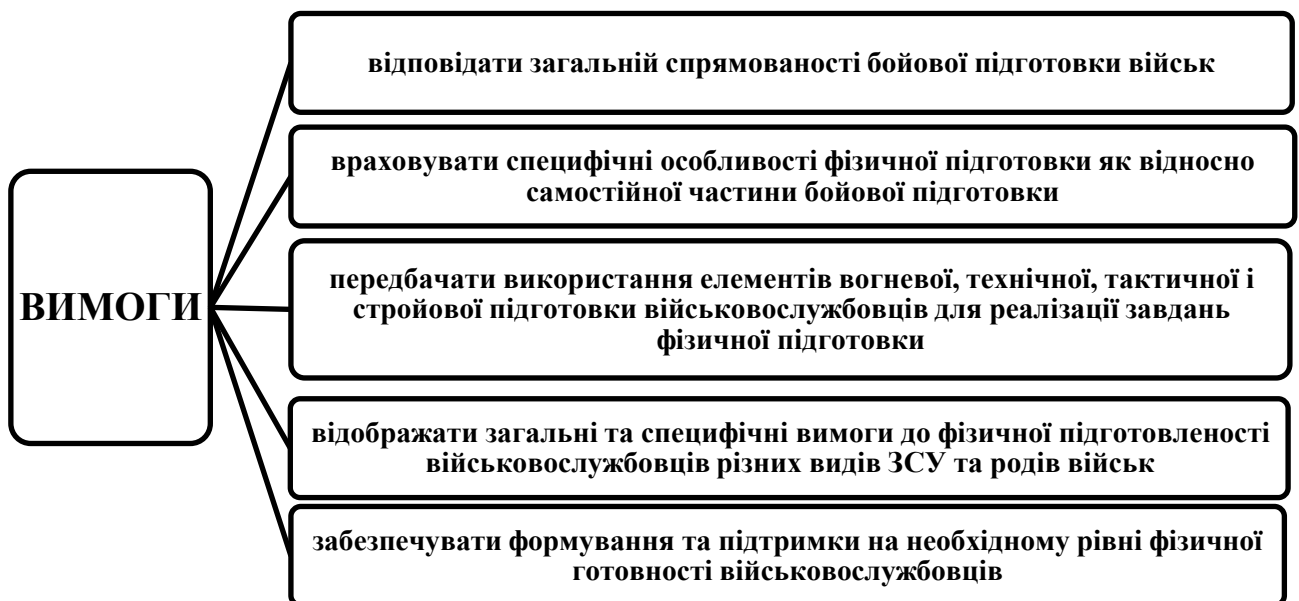 ВИМОГИ
відповідати загальній спрямованості бойової підготовки військ
враховувати специфічні особливості фізичної підготовки як відносно
самостійної частини бойової підготовки
передбачати використання елементів вогневої, технічної, тактичної і
стройової підготовки військовослужбовців для реалізації завдань
фізичної підготовки
відображати загальні та специфічні вимоги до фізичної підготовленості
військовослужбовців різних видів ЗСУ та родів військ
забезпечувати формування та підтримки на необхідному рівні фізичної
готовності військовослужбовців